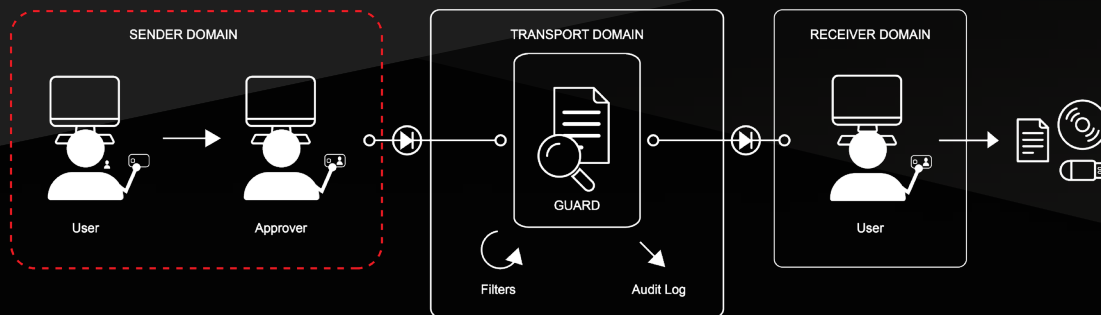 SENDER DOMAIN
User
Approver
TRANSPORT DOMAIN
GUARD
Filters
Audit Log
RECEIVER DOMAIN
User